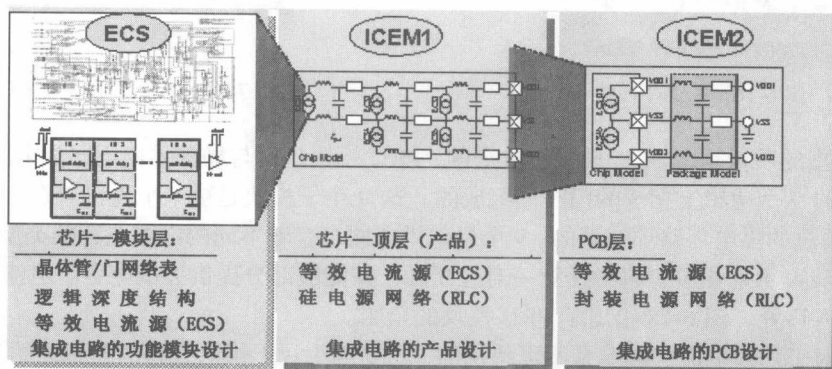 ECS
ICEM1
ICEM2
VDD1
VSS
Chip Model
VDD1
VSS
VDD1
VSS
Chip Model
Package Model
芯片—模块层：
晶体管/门网络表
逻辑深度结构
等效电流源(ECS)
集成电路的功能模块设计
芯片—顶层（产品）：
等效电流源(ECS)
硅电源网络(RLC)
集成电路的产品设计
PCB层：
等效电流源(ECS)
封装电源网络(RLC)
集成电路的PCB设计